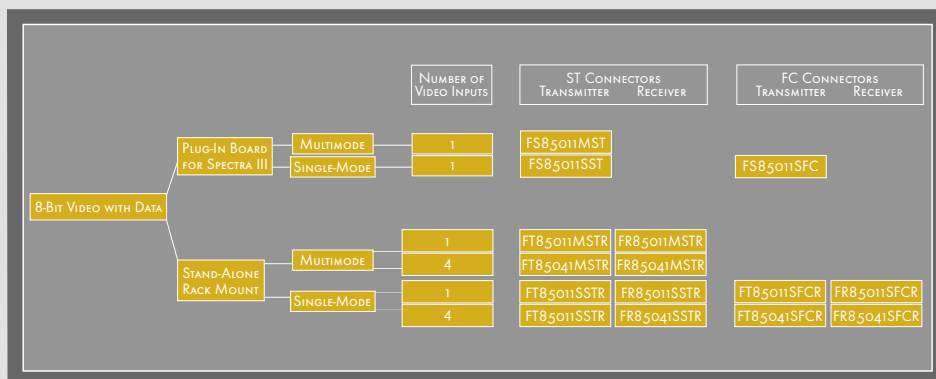 Number of Video Inputs
ST Connectors
Transmitter Receiver
FC Connectors
Transmitter Receiver
8-Bit Video with Data
Plug-In Board
for Spectra III
Multimode 1 FS85011MST
Single-Mode 1 FS85011SST FS85011SFC
Stand-Alone
Rack Mount
Multimode
1 FT85011MSTR FR85011MSTR
4 FT85041MSTR FR85041MSTR
Single-Mode
1 FT85011SSTR FR85011SSTR FT85011SFCR FR85011SFCR
4 FT85041SSTR FR85041SSTR FT85041SFCR FR85041SFCR